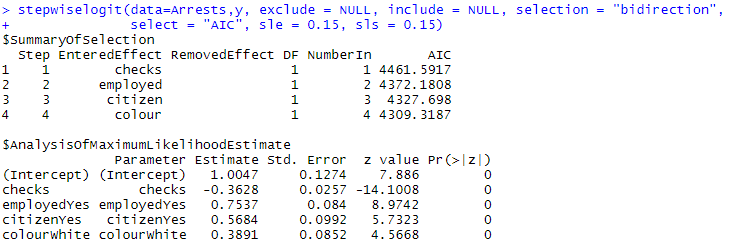 > stepwiselogit(data=Arrests,y, exclude = NULL, include = NULL, selection = "bidirection",
+ select = "AIC", sle = 0.15, sls = 0.15)
$SummaryOfSelection
Step EnteredEffect RemovedEffect DF NumberIn AIC
1 1 checks 1 1 4461.5917
2 2 employed 1 2 4372.1808
3 3 citizen 1 3 4327.698
4 4 colour 1 4 4309.3187
$AnalysisOfMaximumLikelihoodEstimate
Parameter Estimate Std. Error z value Pr(>|z|)
(Intercept) (Intercept) 1.0047 0.1274 7.886 0
checks checks -0.3628 0.0257 -14.1008 0
employedYes employedYes 0.7537 0.084 8.9742 0
citizenYes citizenYes 0.5684 0.0992 5.7323 0
colourWhite colourWhite 0.3891 0.0852 4.5668 0